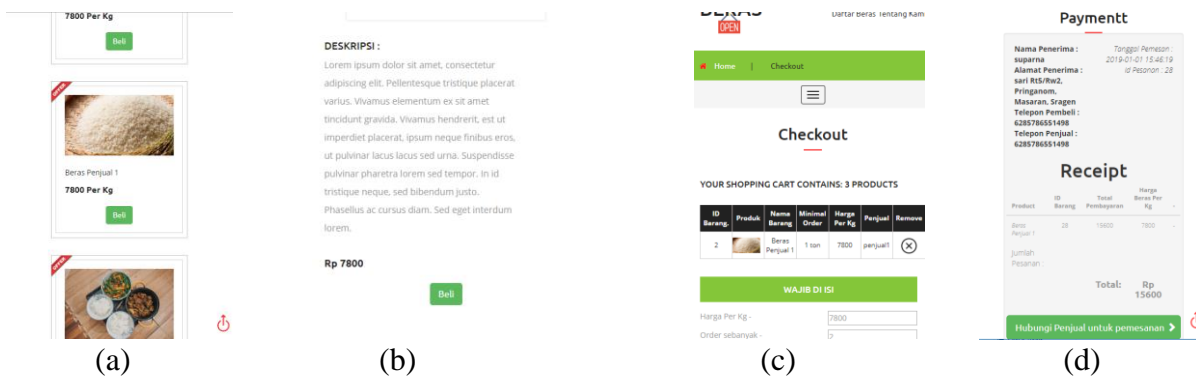 7800 Per Kg
Beli
OFFER
Beras Penjual 1
7800 Per Kg
Beli
OFFER
(a)
DESKRIPSI :
Lorem ipsum dolor sit amet, consectetur
adipiscing elit. Pellentesque tristique placerat
varius. Vivamus elementum ex sit amet
tincidunt gravida. Vivamus hendrerit, est ut
imperdiet placerat, ipsum neque finibus eros,
ut pulvinar lacus lacus sed urna. Suspendisse
pulvinar pharetra lorem sed tempor. In id
tristique neque, sed bibendum justo.
Phasellus ac cursus diam. Sed eget interdum
lorem.
Rp 7800
Beli
(b)
BERAS
OPEN
Daftar Beras Tentang Kami
Home | Checkout
Checkout
YOUR SHOPPING CART CONTAINS: 3 PRODUCTS
ID Barang. Produk Nama Barang Minimal Order Harga Per Kg Penjual Remove
2 Beras Penjual 1 1 ton 7800 penjual1
WAJIB DI ISI
Harga Per Kg - 7800
Order sebanyak - 2
(c)
Paymentt
Nama Penerima : Tanggal Pemesan :
suparna 2019-01-01 15:46:19
Alamat Penerima : id Pesanan : 28
sari Rt5/Rw2,
Pringanom,
Masaran, Sragen
Telepon Pembeli :
6285786551498
Telepon Penjual :
6285786551498
Receipt
Product ID Barang Total Pembayaran Harga Beras Per Kg -
Beras Penjual 1 28 15600 7800 -
Jumlah
Pesanan :
Total: Rp 15600
Hubungi Penjual untuk pemesanan
(d)